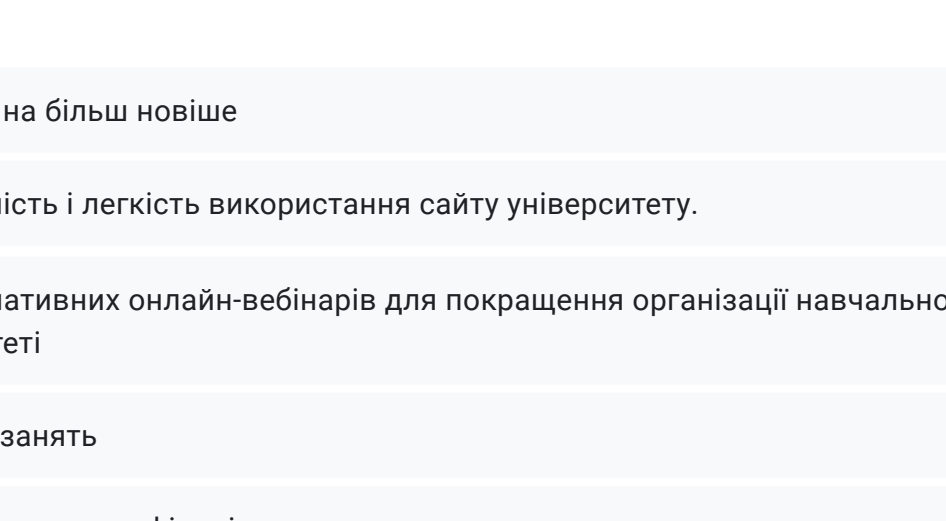 на більш новіше
ість і легкість використання сайту університету.
ативних онлайн-вебінарів для покращення організації навчально
еті
занять